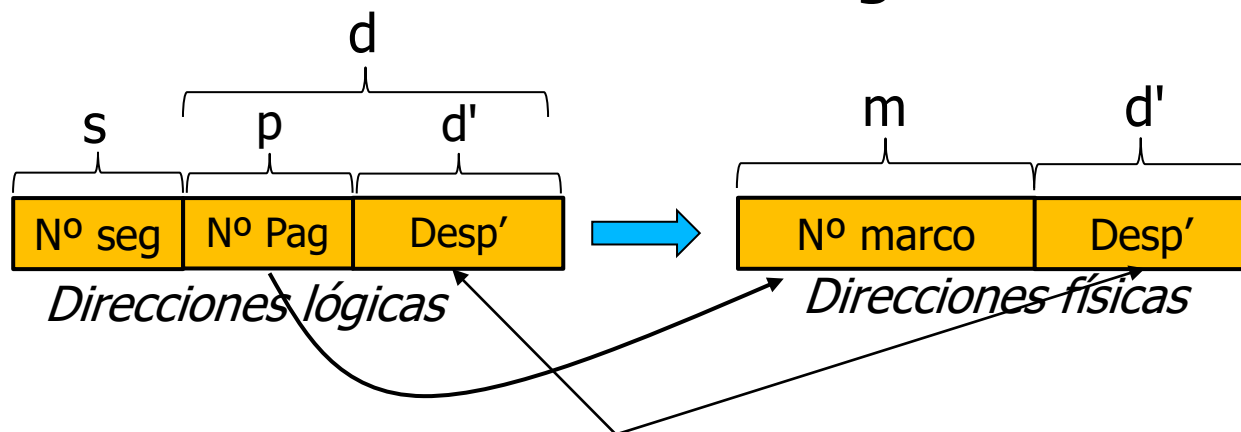 d
s p d'
m d'
Nº seg Nº Pag Desp’
Nº marco Desp’
Direcciones lógicas
Direcciones físicas